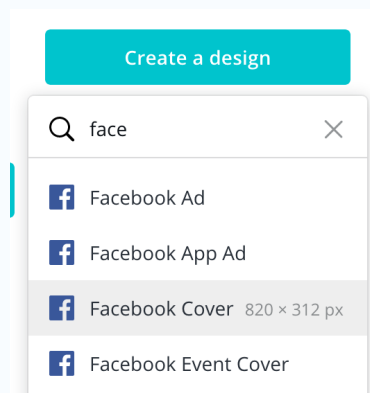 Create a design
face
Facebook Ad
Facebook App Ad
Facebook Cover 820 × 312 px
Facebook Event Cover